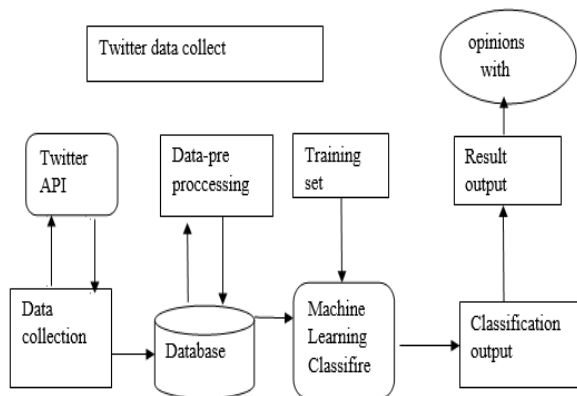 Twitter data collect
opinions
with
Twitter
API
Data-pre
proccessing
Training
set
Result
output
Data
collection
Database
Machine
Learning
Classifire
Classification
output